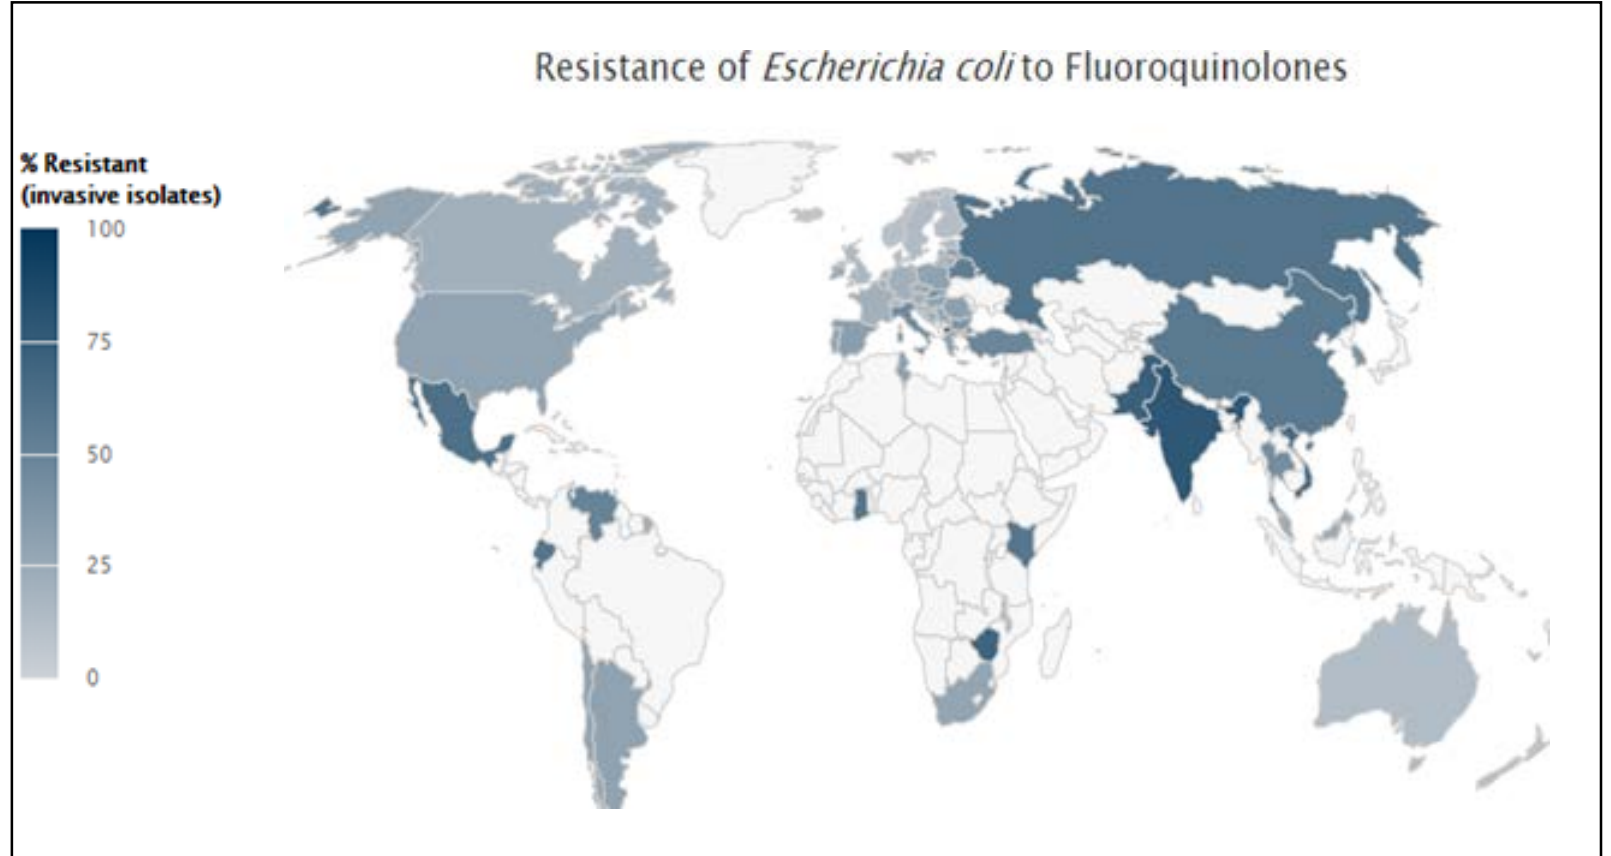 Resistance of Escherichia coli to Fluoroquinolones
% Resistant
(invasive isolates)
100
75
50
25
0